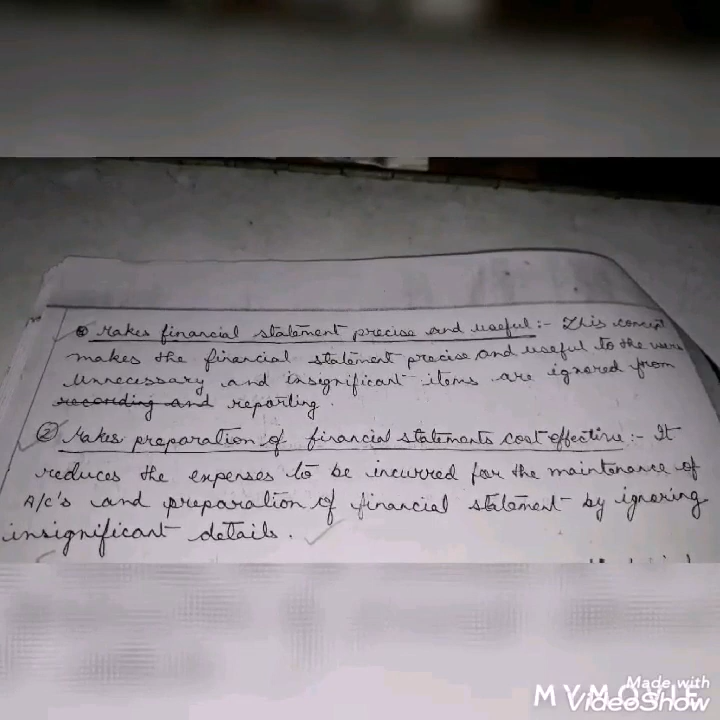 ① Makes financial statement precise and useful :- This concept
makes the financial statement precise and useful to the users
Unnecessary and insignificant items are ignored from
recording and reporting.
② Makes preparation of financial statements cost effective :- It
reduces the expenses to be incurred for the maintenance of
A/c's and preparation of financial statement by ignoring
insignificant details.
Made with
MYMOVIE
VideoShow